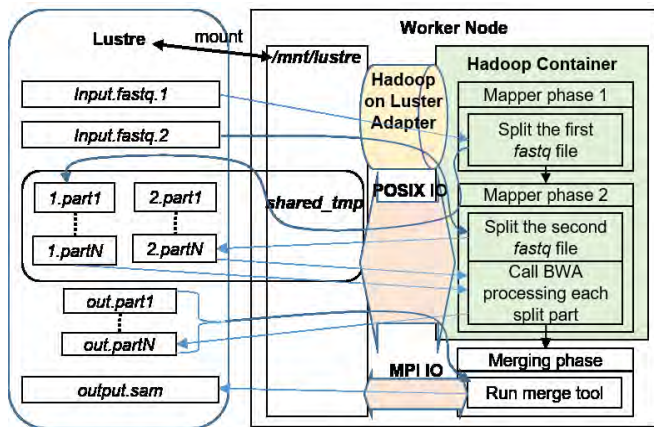 Worker Node
Lustre
mount
/mnt/lustre
Hadoop Container
Hadoop
on Luster
Adapter
Mapper phase 1
Input.fastq.1
Split the first
fastq file
Input.fastq.2
Mapper phase 2
POSIX IO
shared_tmp
1.part1
2.part1
1.partN
2.partN
Split the second
fastq file
Call BWA
processing each
split part
out.part1
out.partN
Merging phase
MPI IO
output.sam
Run merge tool